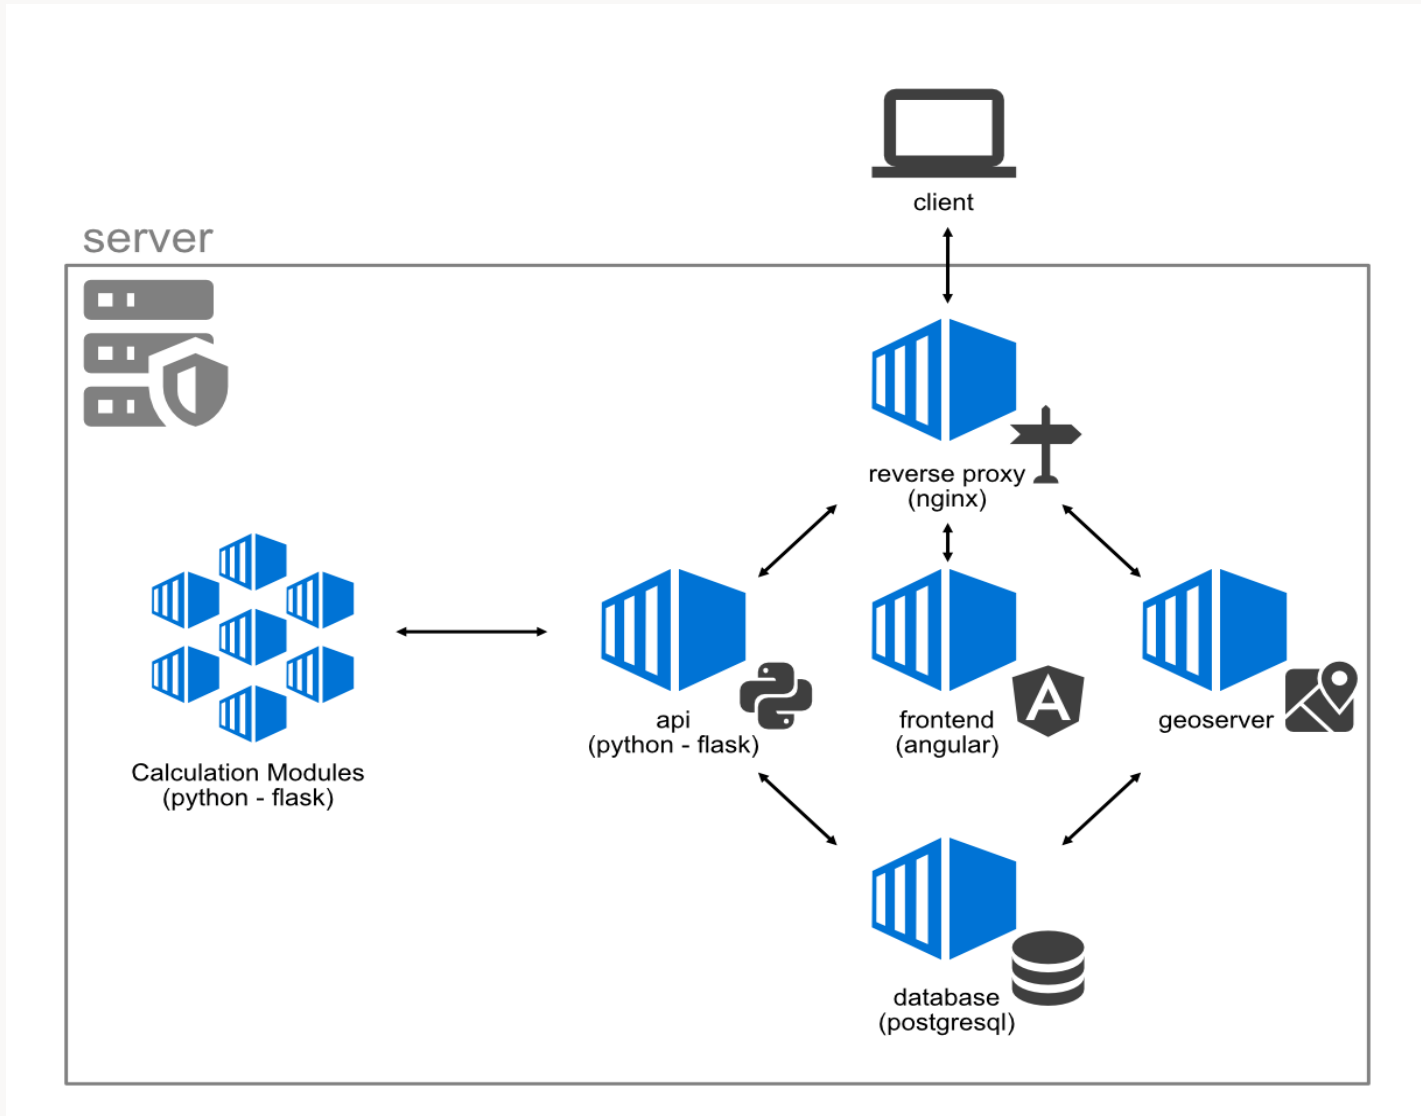 client
server
reverse proxy
(nginx)
api
(python - flask)
frontend
(angular)
geoserver
Calculation Modules
(python - flask)
database
(postgresql)